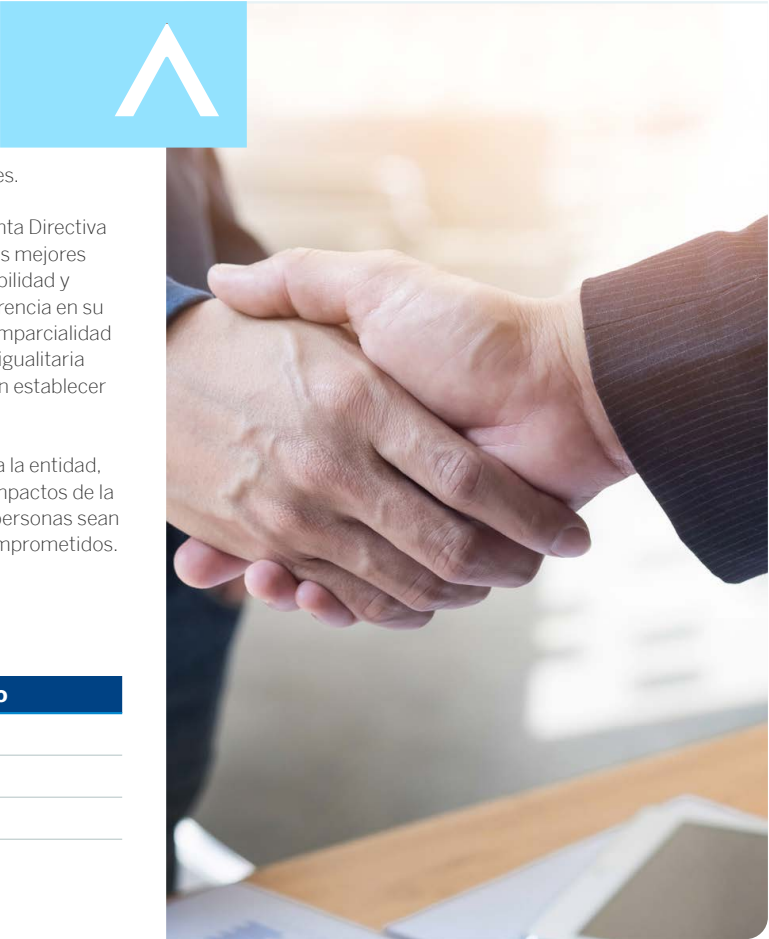 es.
nta Directiva
s mejores
bilidad y
rencia en su
mparcialidad
igualitaria
n establecer
a la entidad,
npactos de la
personas sean
mprometidos.
o